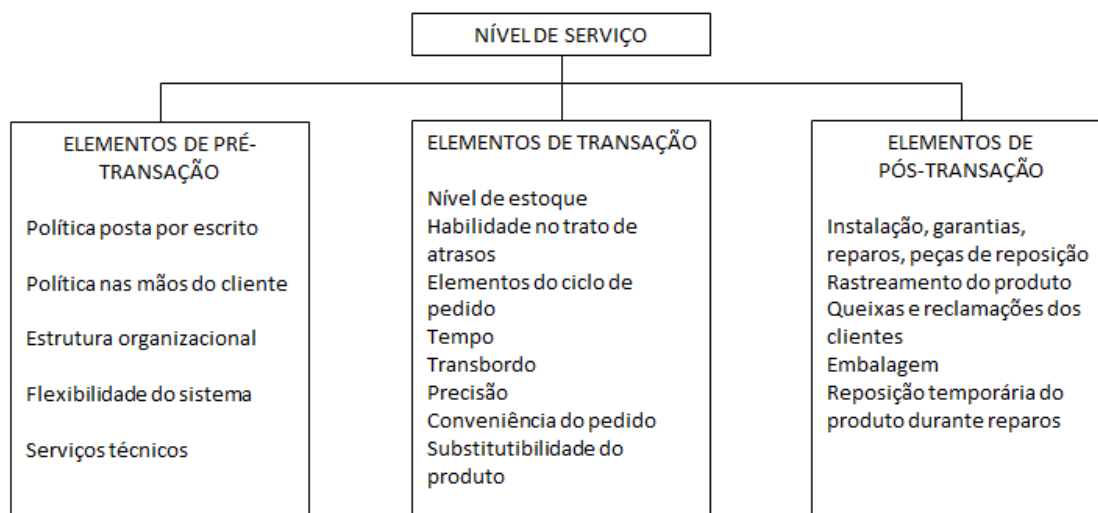 NÍVEL DE SERVIÇO
ELEMENTOS DE PRÉ-
TRANSAÇÃO
Política posta por escrito
Política nas mãos do cliente
Estrutura organizacional
Flexibilidade do sistema
Serviços técnicos
ELEMENTOS DE TRANSAÇÃO
Nível de estoque
Habilidade no trato de
atrasos
Elementos do ciclo de
pedido
Tempo
Transbordo
Precisão
Conveniência do pedido
Substitutibilidade do
produto
ELEMENTOS DE
PÓS-TRANSAÇÃO
Instalação, garantias,
reparos, peças de reposição
Rastreamento do produto
Queixas e reclamações dos
clientes
Embalagem
Reposição temporária do
produto durante reparos